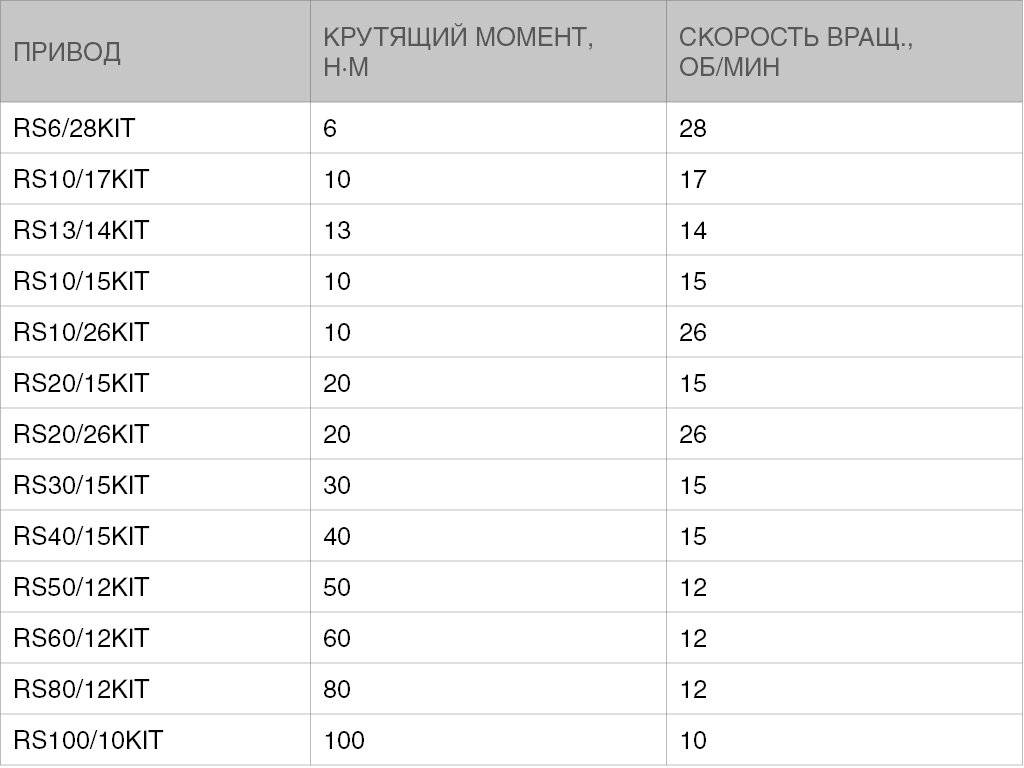 ПРИВОД КРУТЯЩИЙ МОМЕНТ, СКОРОСТЬ ВРАЩ.,
Н·М ОБ/МИН
RS6/28KIT 6 28
RS10/17KIT 10 17
RS13/14KIT 13 14
RS10/15KIT 10 15
RS10/26KIT 10 26
RS20/15KIT 20 15
RS20/26KIT 20 26
RS30/15KIT 30 15
RS40/15KIT 40 15
RS50/12KIT 50 12
RS60/12KIT 60 12
RS80/12KIT 80 12
RS100/10KIT 100 10